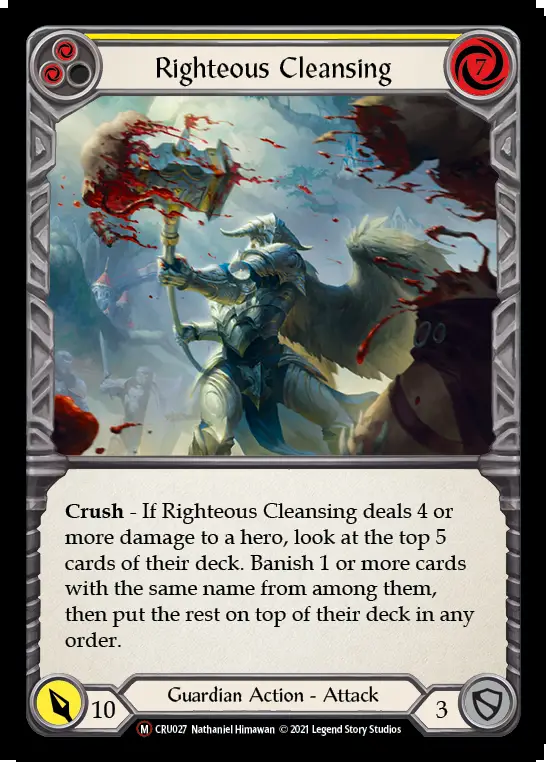 Righteous Cleansing
7
Crush - If Righteous Cleansing deals 4 or
more damage to a hero, look at the top 5
cards of their deck. Banish 1 or more cards
with the same name from among them,
then put the rest on top of their deck in any
order.
10
Guardian Action - Attack
3
M CRU027 Nathaniel Himawan © 2021 Legend Story Studios